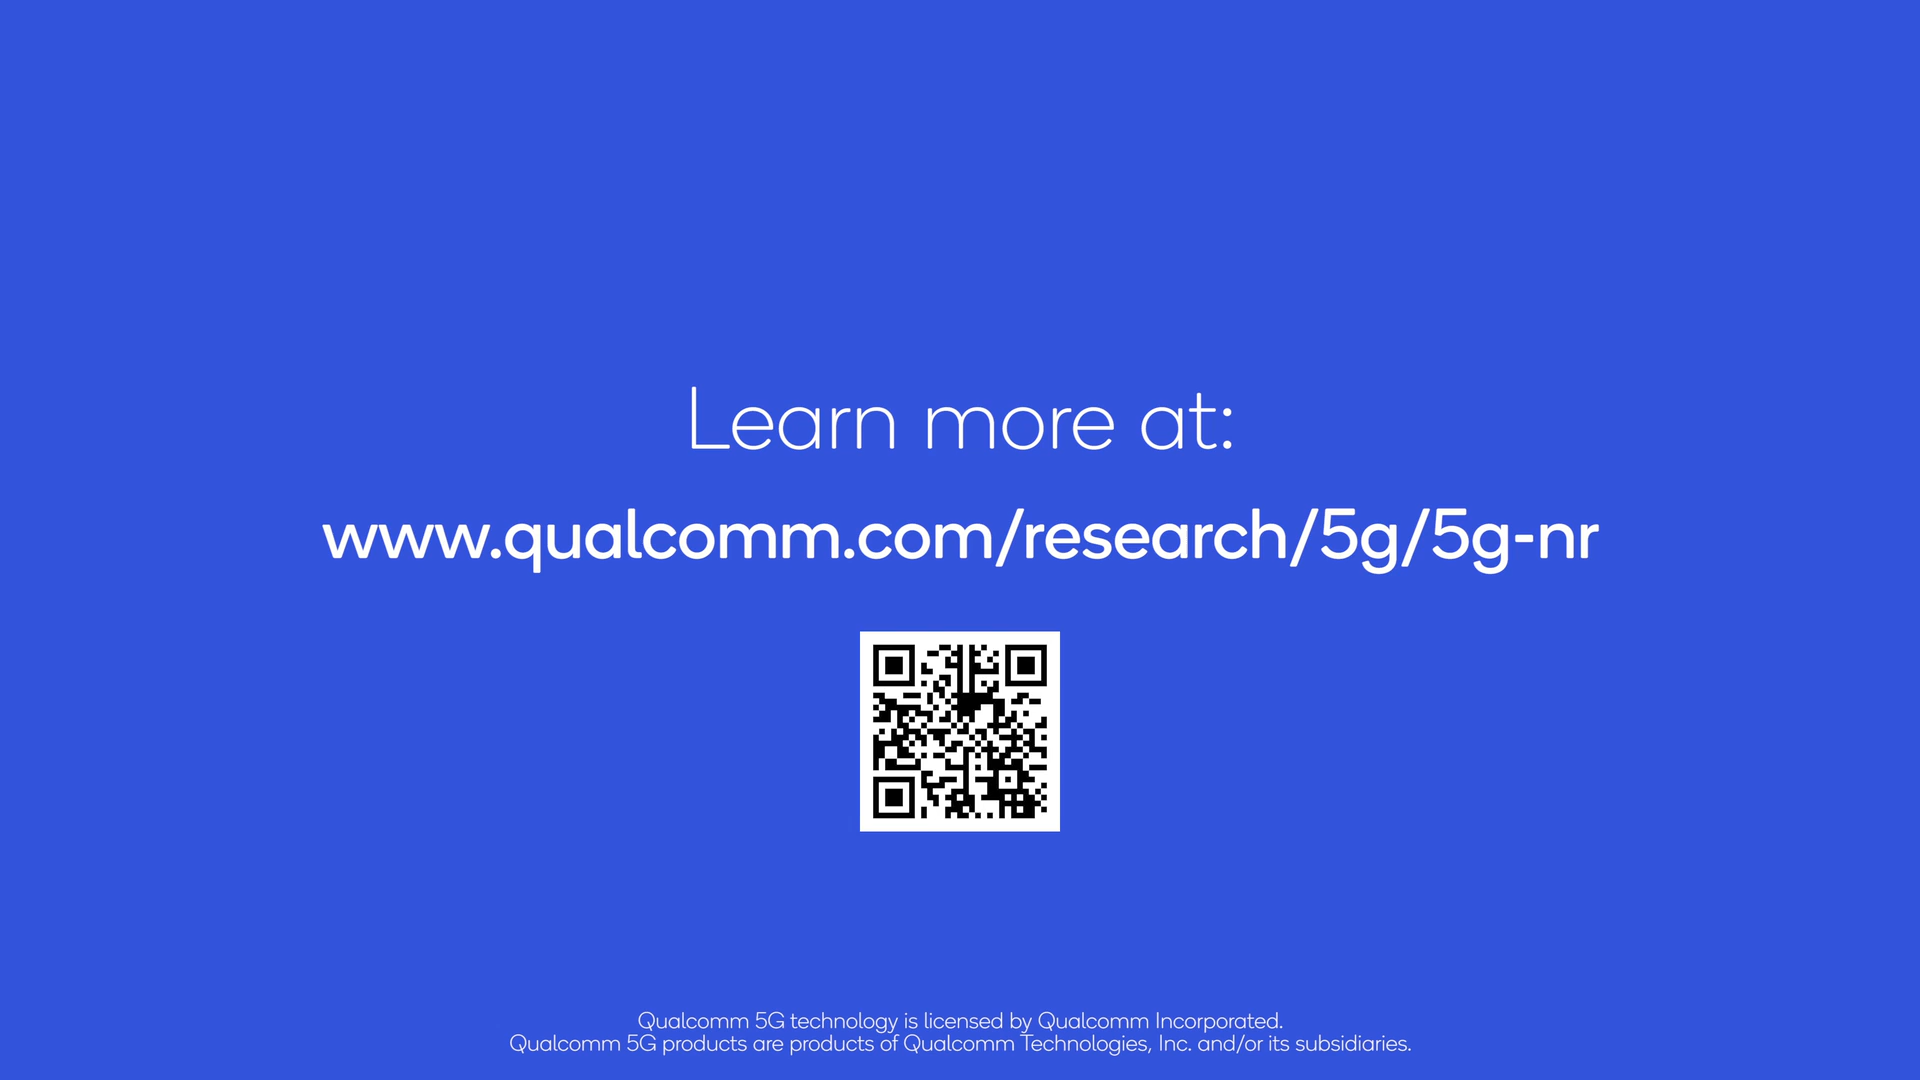 Learn more at:
www.qualcomm.com/research/5g/5g-nr
Qualcomm 5G technology is licensed by Qualcomm Incorporated.
Qualcomm 5G products are products of Qualcomm Technologies, Inc. and/or its subsidiaries.